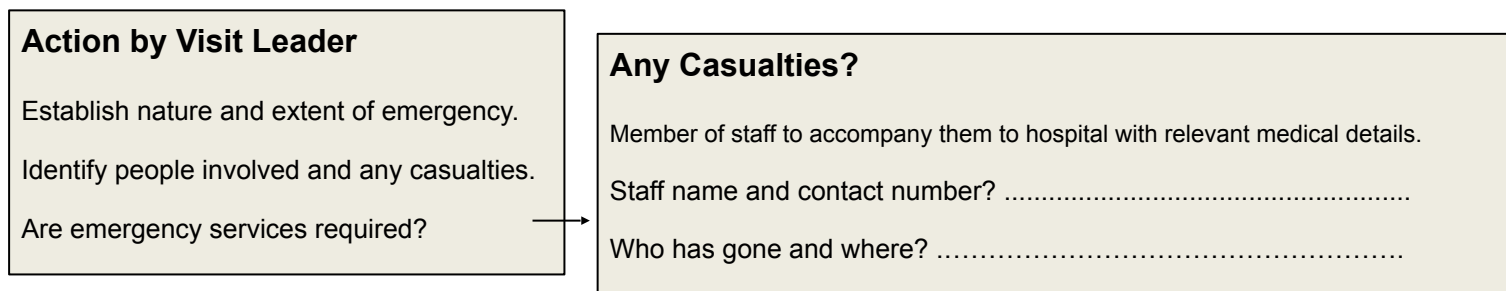 Action by Visit Leader
Establish nature and extent of emergency.
Identify people involved and any casualties.
Are emergency services required?
Any Casualties?
Member of staff to accompany them to hospital with relevant medical details.
Staff name and contact number? .......................................................
Who has gone and where? …………………………………………….